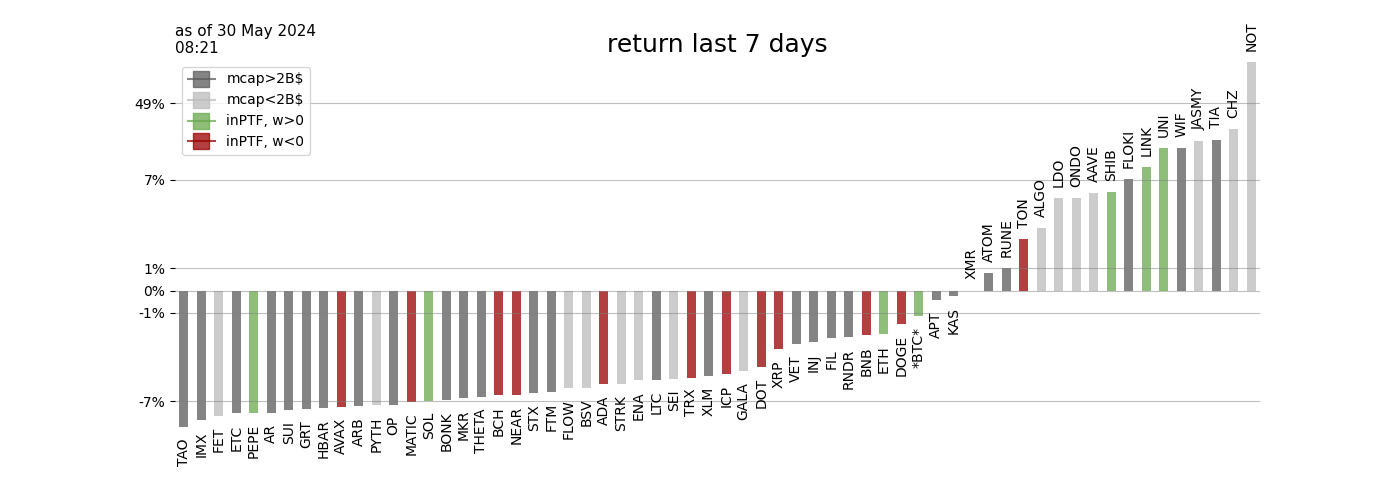 as of 30 May 2024
08:21
return last 7 days
mcap>2B$
mcap<2B$
inPTF, w>0
inPTF, w<0
49%
7%
1%
0%
-1%
-7%
TAO
IMX
FET
ETC
PEPE
AR
SUI
GRT
HBAR
AVAX
ARB
PYTH
OP
MATIC
SOL
BONK
MKR
THETA
BCH
NEAR
STX
FTM
FLOW
BSV
ADA
STRK
ENA
LTC
SEI
TRX
XLM
ICP
GALA
DOT
XRP
VET
INJ
FIL
RNDR
BNB
ETH
DOGE
*BTC*
APT
KAS
XMR
ATOM
RUNE
TON
ALGO
LDO
ONDO
AAVE
SHIB
FLOKI
LINK
UNI
WIF
JASMY
TIA
CHZ
NOT